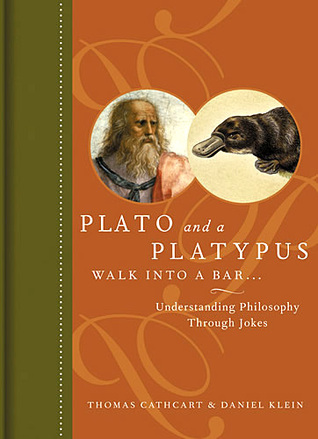 PLATO and a
PLATYPUS
WALK INTO A BAR...
Understanding Philosophy
Through Jokes
THOMAS CATHCART & DANIEL KLEIN